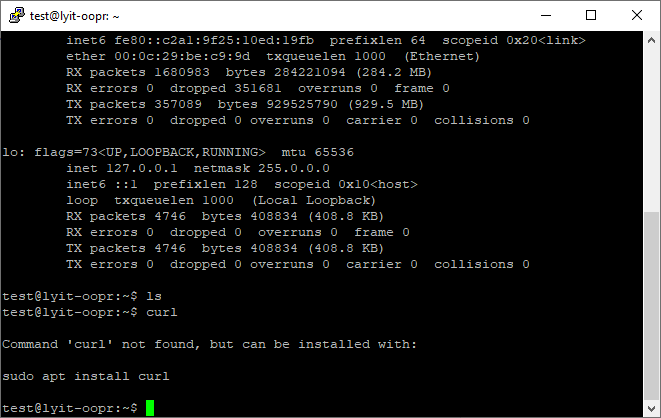 test@lyit-oopr: ~
inet6 fe80::c2a1:9f25:10ed:19fb  prefixlen 64  scopeid 0x20<link>
ether 00:0c:29:be:c9:9d  txqueuelen 1000  (Ethernet)
RX packets 1680983  bytes 284221094 (284.2 MB)
RX errors 0  dropped 351681  overruns 0  frame 0
TX packets 357089  bytes 929525790 (929.5 MB)
TX errors 0  dropped 0 overruns 0  carrier 0  collisions 0
lo: flags=73<UP,LOOPBACK,RUNNING>  mtu 65536
inet 127.0.0.1  netmask 255.0.0.0
inet6 ::1  prefixlen 128  scopeid 0x10<host>
loop  txqueuelen 1000  (Local Loopback)
RX packets 4746  bytes 408834 (408.8 KB)
RX errors 0  dropped 0  overruns 0  frame 0
TX packets 4746  bytes 408834 (408.8 KB)
TX errors 0  dropped 0 overruns 0  carrier 0  collisions 0
test@lyit-oopr:~$ ls
test@lyit-oopr:~$ curl
Command 'curl' not found, but can be installed with:
sudo apt install curl
test@lyit-oopr:~$